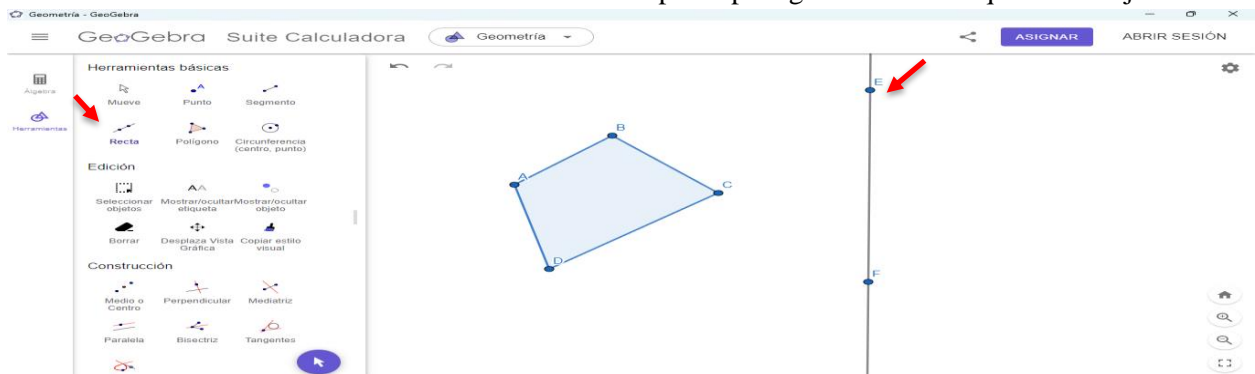 Geometría - GeoGebra
GeoGebra Suite Calculadora Geometría ASIGNAR ABRIR SESIÓN
Álgebra
Herramientas
Herramientas básicas
Mueve Punto Segmento
Recta Polígono Circunferencia
(centro, punto)
Edición
AA
Seleccionar Mostrar/ocultar Mostrar/ocultar
objetos etiqueta objeto
Borrar Desplaza Vista Copiar estilo
Gráfica visual
Construcción
Medio o Perpendicular Mediatriz
Centro
Paralela Bisectriz Tangentes
E
B
A
C
D
F